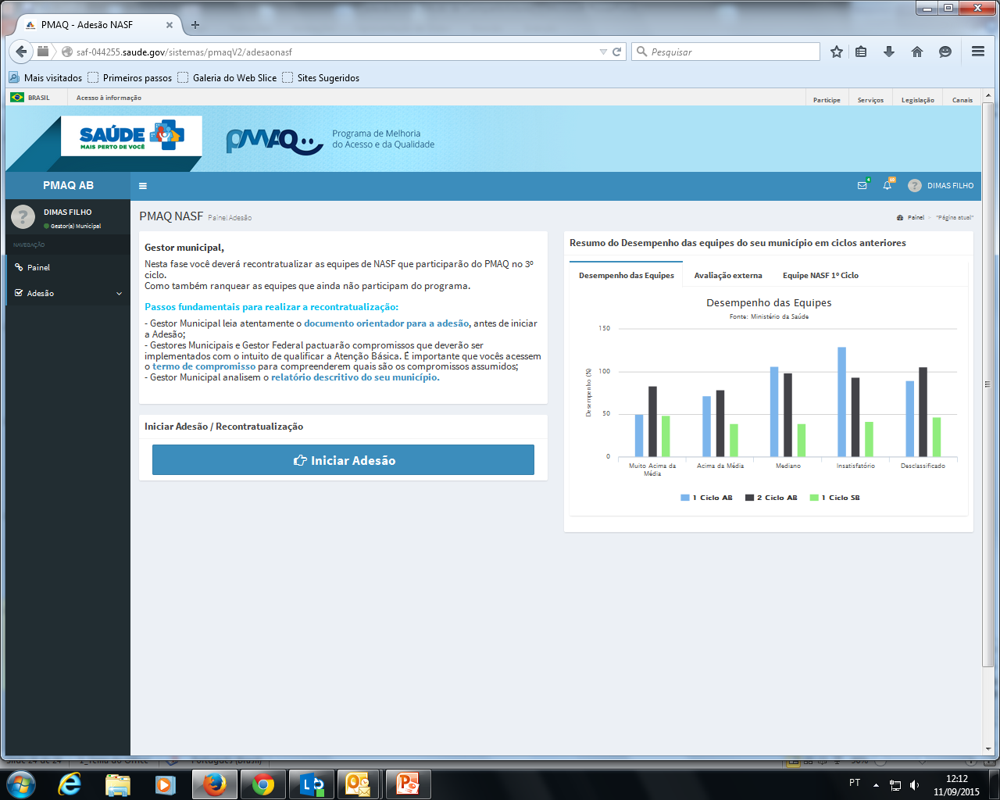 PMAQ - Adesão NASF
saf-044255.saude.gov/sistemas/pmaqV2/adesaonasf
Pesquisar
Mais visitados
Primeiros passos
Galeria do Web Slice
Sites Sugeridos
BRASIL
Acesso à informação
Participe
Serviços
Legislação
Canais
SAÚDE
MAIS PERTO DE VOCÊ
PMAQ
Programa de Melhoria
do Acesso e da Qualidade
PMAQ AB
4
10
DIMAS FILHO
DIMAS FILHO
Gestor(a) Municipal
NAVEGAÇÃO
Painel
Adesão
PMAQ NASF Painel Adesão
Painel > "Página atual"
Gestor municipal,
Nesta fase você deverá recontratualizar as equipes de NASF que participarão do PMAQ no 3º
ciclo.
Como também ranquear as equipes que ainda não participam do programa.
Passos fundamentais para realizar a recontratualização:
- Gestor Municipal leia atentamente o documento orientador para a adesão, antes de iniciar
a Adesão;
- Gestores Municipais e Gestor Federal pactuarão compromissos que deverão ser
implementados com o intuito de qualificar a Atenção Básica. É importante que vocês acessem
o termo de compromisso para compreenderem quais são os compromissos assumidos;
- Gestor Municipal analisem o relatório descritivo do seu município.
Iniciar Adesão / Recontratualização
Iniciar Adesão
Resumo do Desempenho das equipes do seu município em ciclos anteriores
Desempenho das Equipes
Avaliação externa
Equipe NASF 1º Ciclo
Desempenho das Equipes
Fonte: Ministério da Saúde
Desempenho (%)
150
100
50
0
Muito Acima da
Média
Acima da Média
Mediano
Insatisfatório
Desclassificado
1 Ciclo AB
2 Ciclo AB
1 Ciclo SB
PT
12:12
11/09/2015